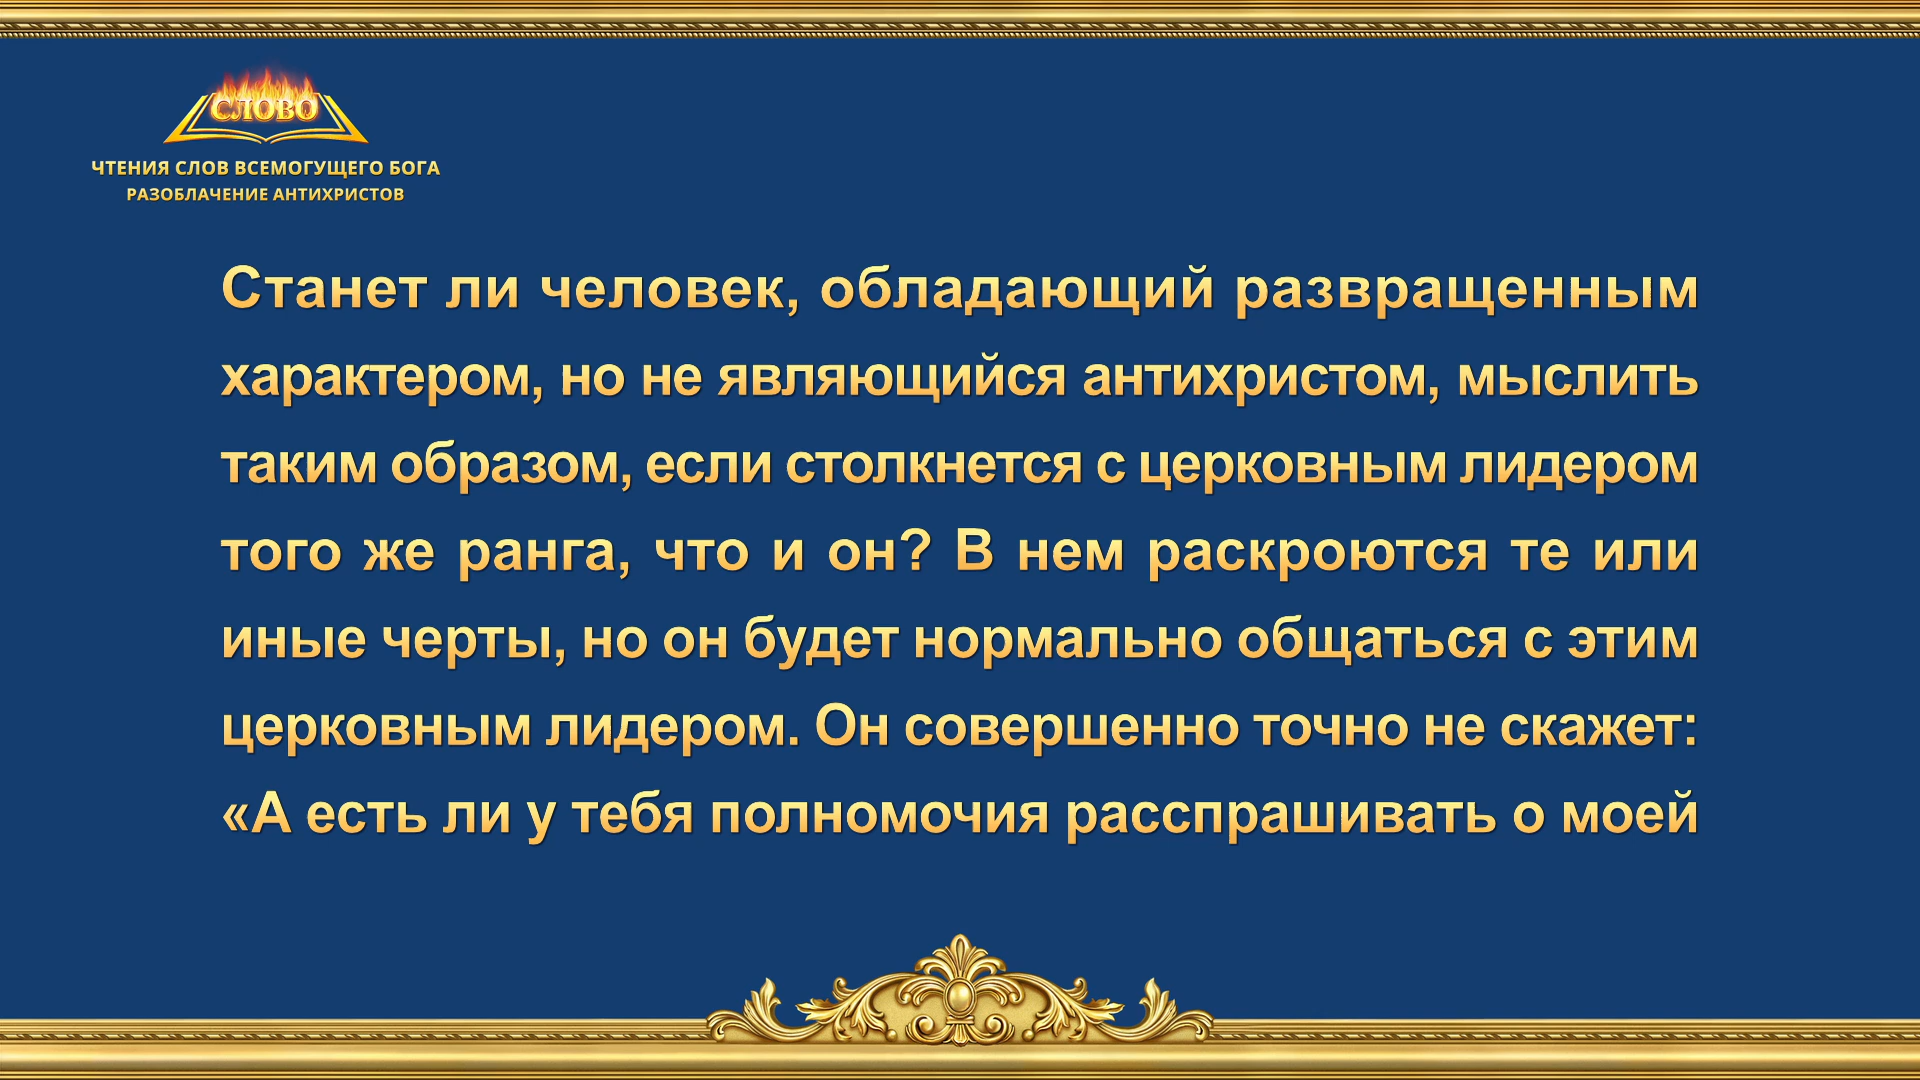 СЛОВО
ЧТЕНИЯ СЛОВ ВСЕМОГУЩЕГО БОГА
РАЗОБЛАЧЕНИЕ АНТИХРИСТОВ
Станет ли человек, обладающий развращенным
характером, но не являющийся антихристом, мыслить
таким образом, если столкнется с церковным лидером
того же ранга, что и он? В нем раскроются те или
иные черты, но он будет нормально общаться с этим
церковным лидером. Он совершенно точно не скажет:
«А есть ли у тебя полномочия расспрашивать о моей